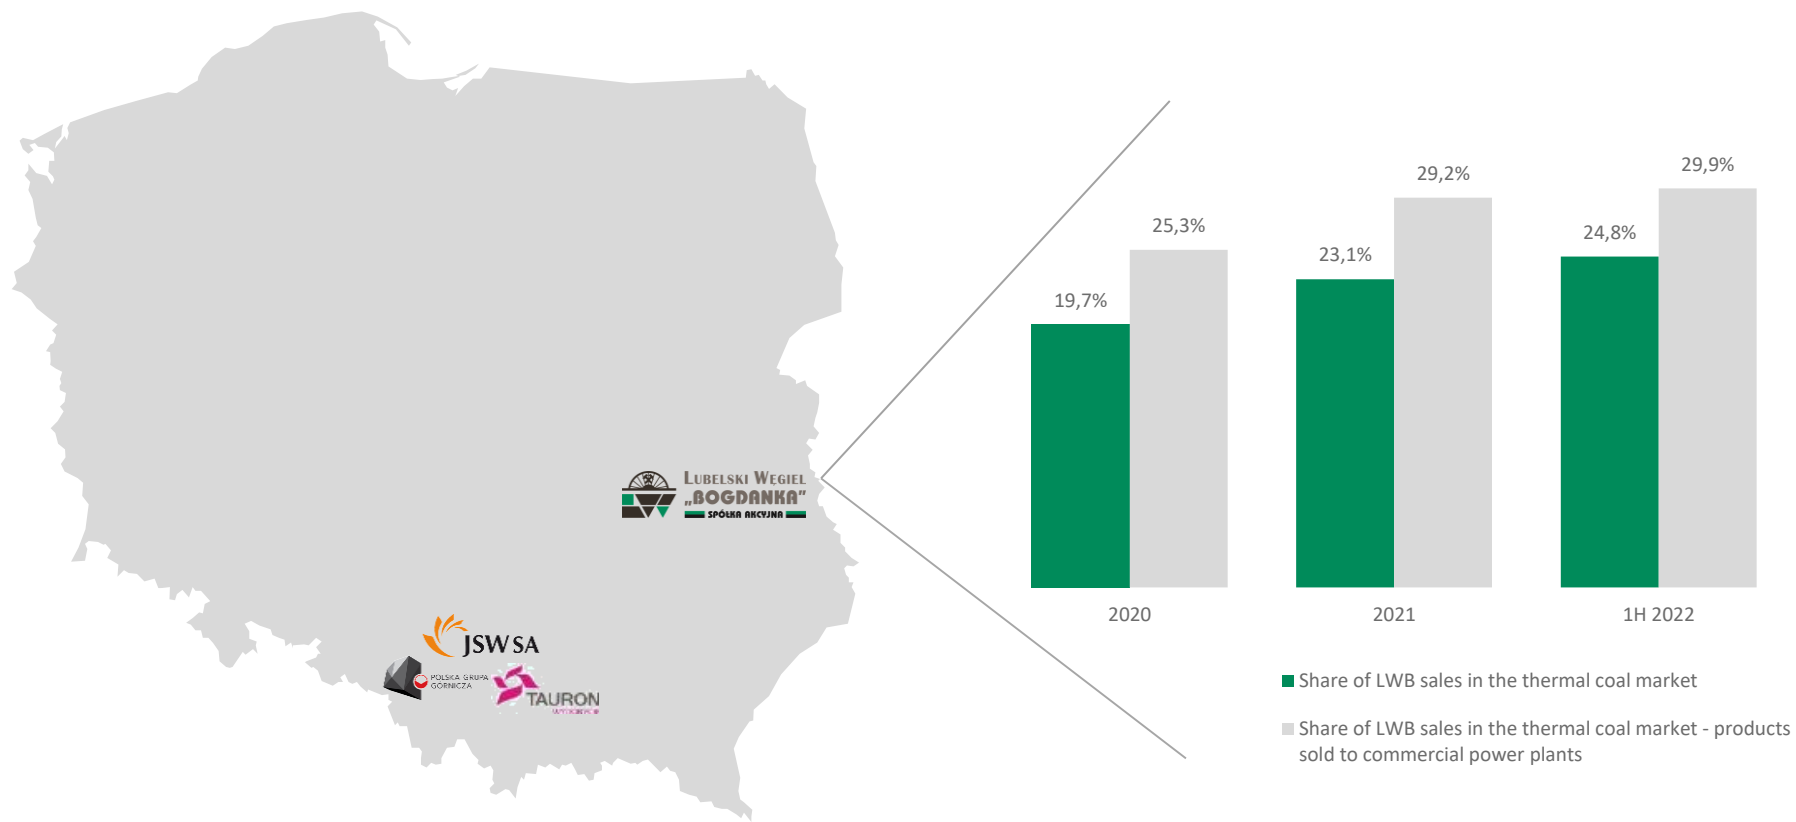 LUBELSKI WĘGIEL
„BOGDANKA”
SPÓŁKA AKCYJNA
JSW SA
POLSKA GRUPA
GÓRNICZA
TAURON
WYDOBYCIE
19,7%
25,3%
23,1%
29,2%
24,8%
29,9%
2020
2021
1H 2022
Share of LWB sales in the thermal coal market
Share of LWB sales in the thermal coal market - products
sold to commercial power plants